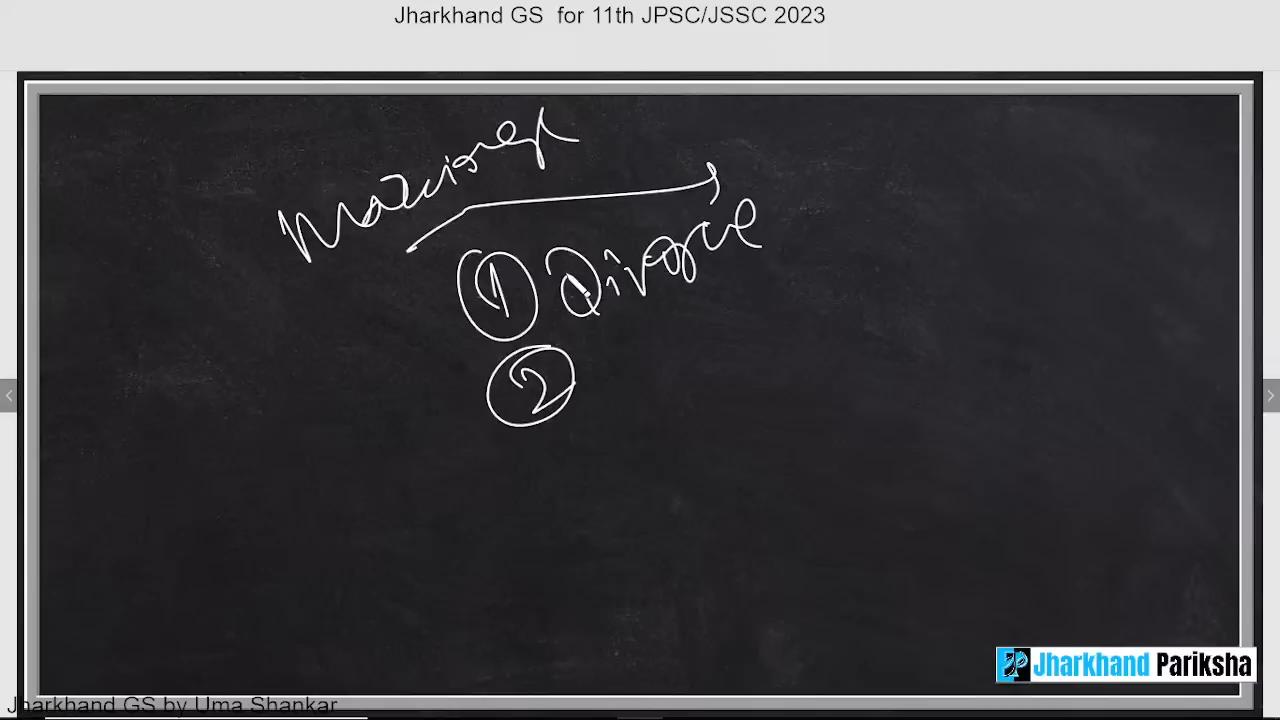 Jharkhand GS for 11th JPSC/JSSC 2023
Marriage
1 Divorce
2
Jharkhand Pariksha
Jharkhand GS by Uma Shankar